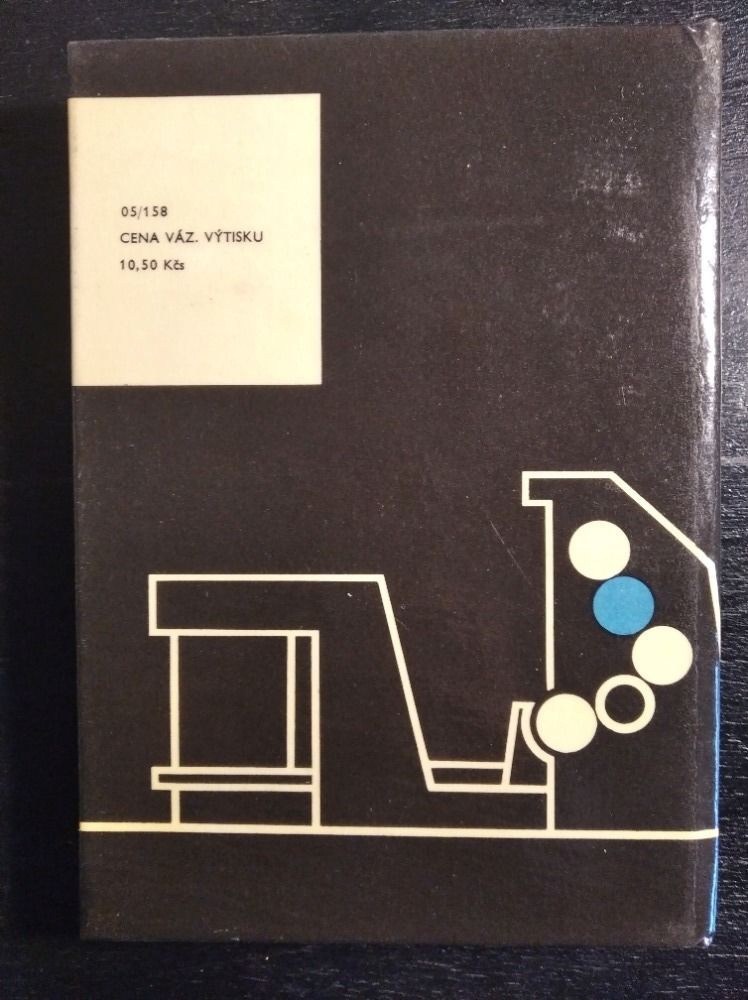 05/158
CENA VÁZ. VÝTISKU
10,50 Kčs